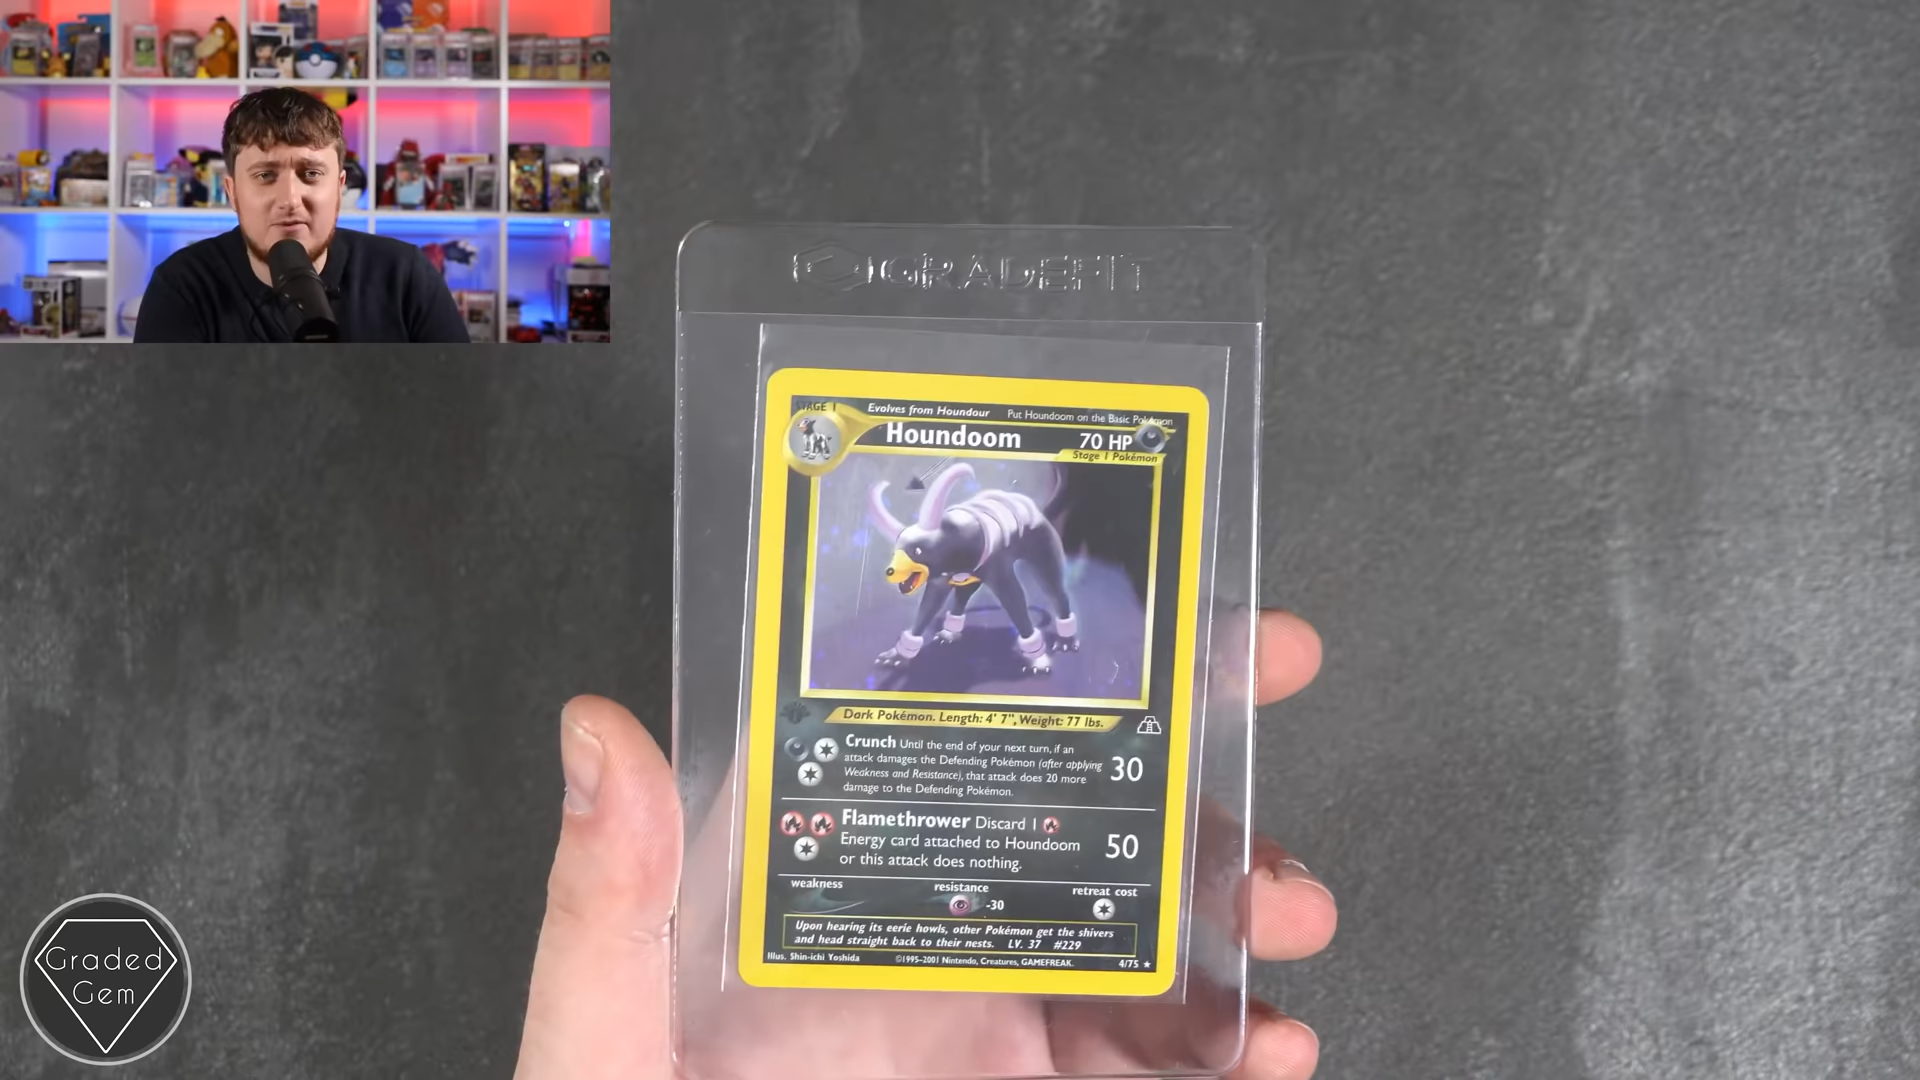 GRADEFIT
STAGE 1
Evolves from Houndour
Put Houndoom on the Basic Pokémon
Houndoom
70 HP
Stage 1 Pokémon
Dark Pokémon. Length: 4' 7", Weight: 77 lbs.
Crunch Until the end of your next turn, if an
attack damages the Defending Pokémon (after applying
Weakness and Resistance), that attack does 20 more
damage to the Defending Pokémon.
30
Flamethrower Discard 1
Energy card attached to Houndoom
or this attack does nothing.
50
weakness
resistance
retreat cost
-30
Upon hearing its eerie howls, other Pokémon get the shivers
and head straight back to their nests. LV. 37 #229
Illus. Shin-ichi Yoshida
©1995-2001 Nintendo, Creatures, GAMEFREAK.
4/75 ★
Graded
Gem